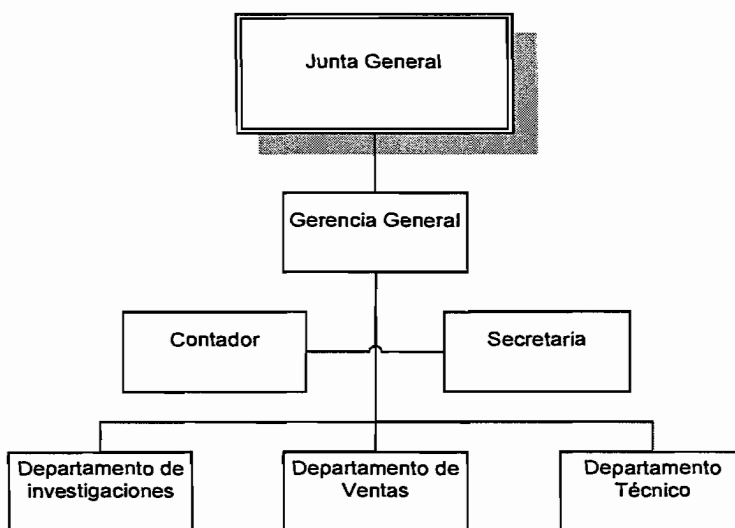 Junta General
Gerencia General
Contador
Secretaria
Departamento de
investigaciones
Departamento de
Ventas
Departamento
Técnico